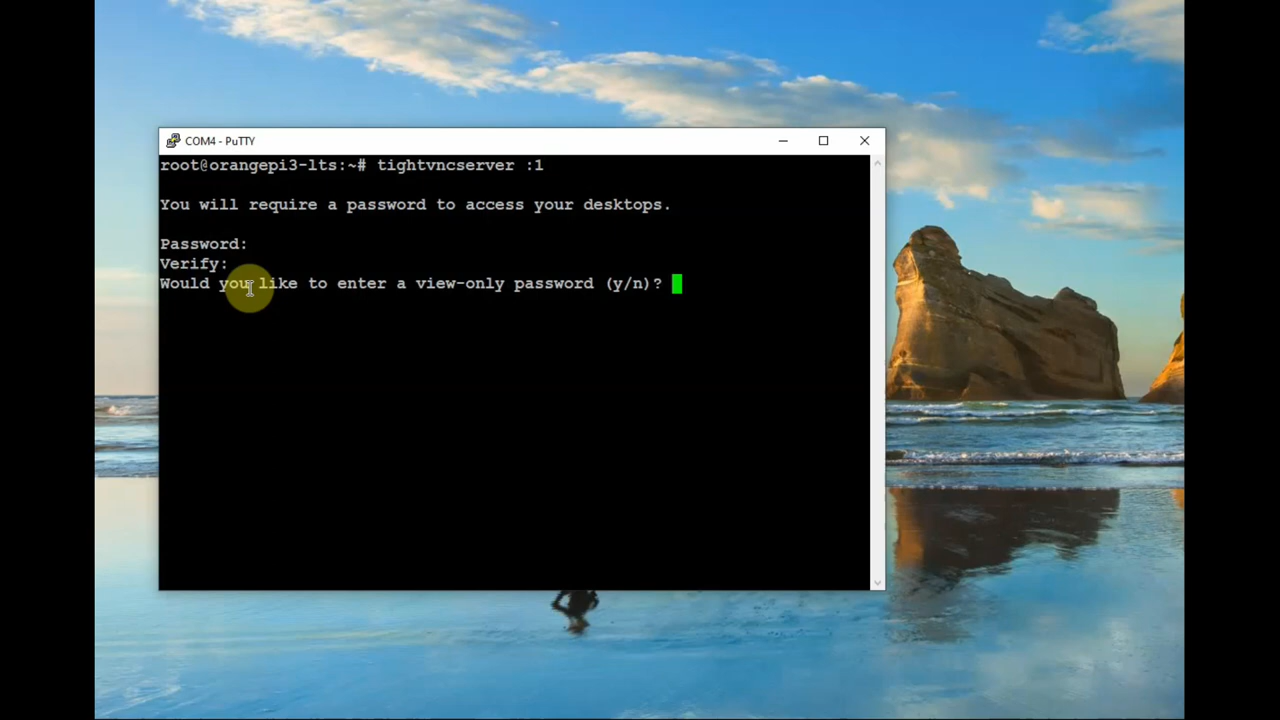 COM4 - PuTTY
root@orangepi3-lts:~# tightvncserver :1
You will require a password to access your desktops.
Password:
Verify:
Would you like to enter a view-only password (y/n)?